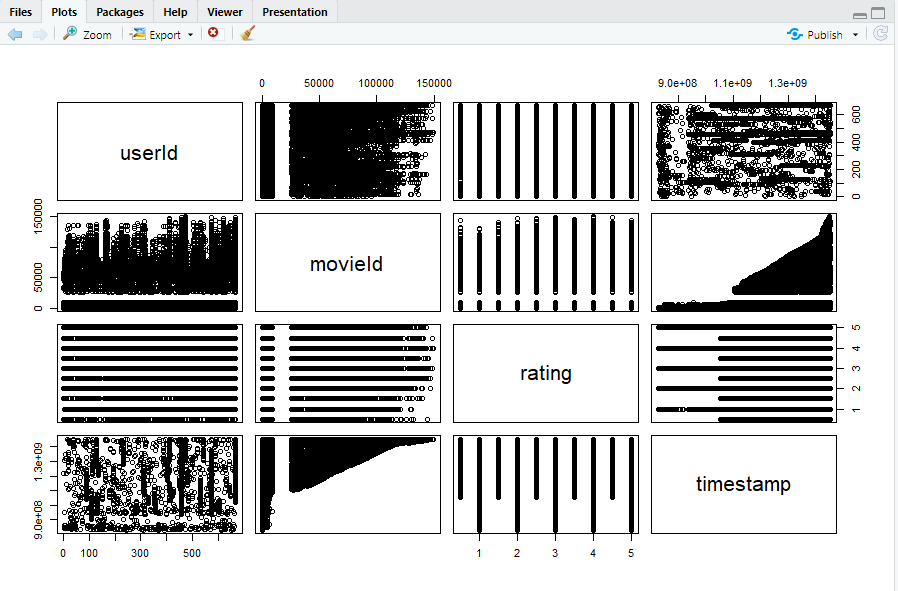 Files Plots Packages Help Viewer Presentation
Zoom Export Publish
0 50000 100000 150000 9.0e+08 1.1e+09 1.3e+09
userId
0 200 400 600
0 50000 150000
movieId
rating
1 2 3 4 5
9.0e+08 1.3e+09
timestamp
0 100 300 500 1 2 3 4 5